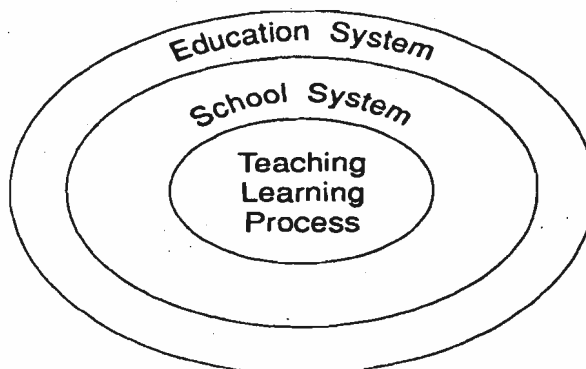 Education System
School System
Teaching
Learning
Process